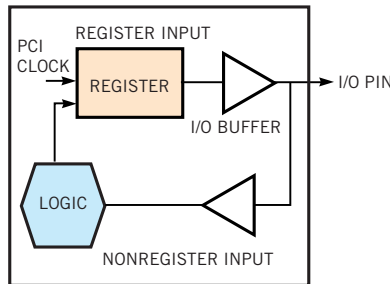 REGISTER INPUT
PCI
CLOCK
REGISTER
I/O PIN
I/O BUFFER
LOGIC
NONREGISTER INPUT